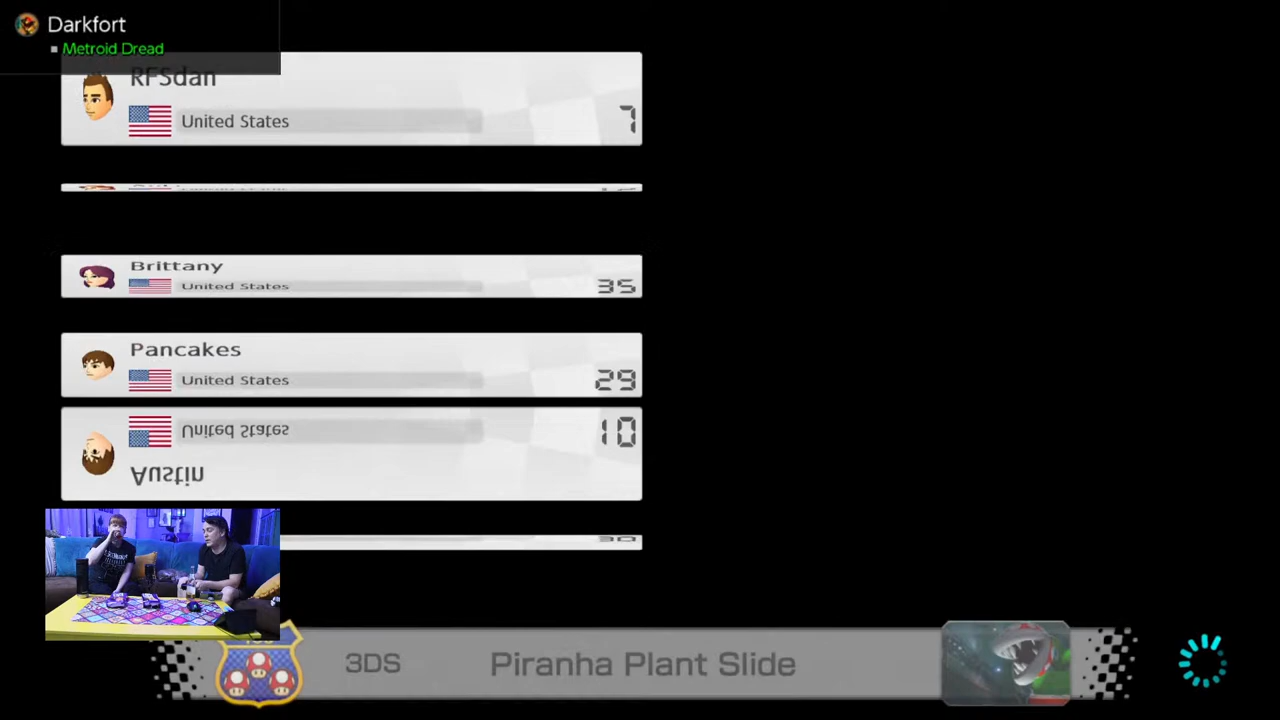 Darkfort
Metroid Dread
RFSdan
United States
7
Brittany
United States
35
Pancakes
United States
29
United States
10
Austin
30
3DS
Piranha Plant Slide